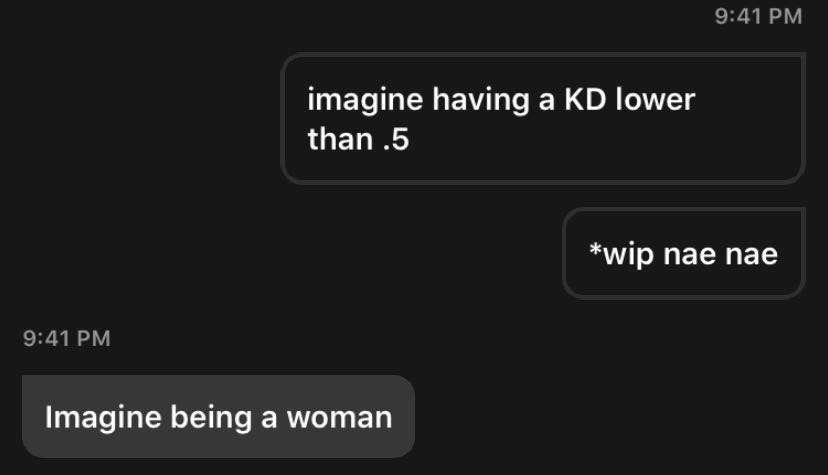 9:41 PM
imagine having a KD lower
than .5
*wip nae nae
9:41 PM
Imagine being a woman